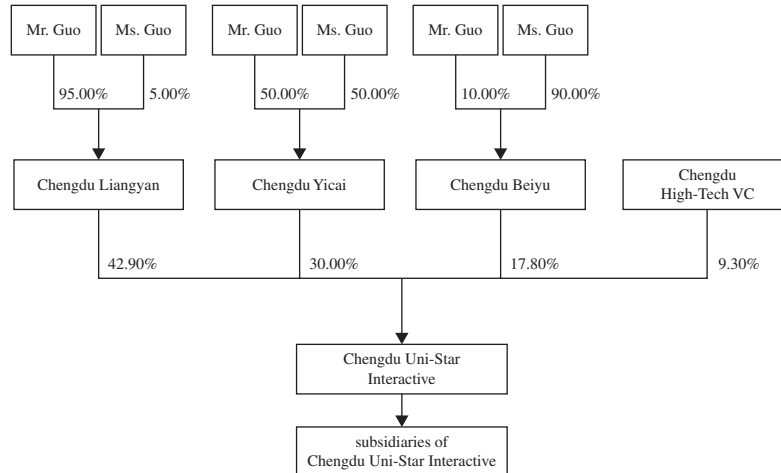 Mr. Guo
Ms. Guo
Mr. Guo
Ms. Guo
Mr. Guo
Ms. Guo
95.00%
5.00%
50.00%
50.00%
10.00%
90.00%
Chengdu Liangyan
Chengdu Yicai
Chengdu Beiyu
Chengdu
High-Tech VC
42.90%
30.00%
17.80%
9.30%
Chengdu Uni-Star
Interactive
subsidiaries of
Chengdu Uni-Star Interactive